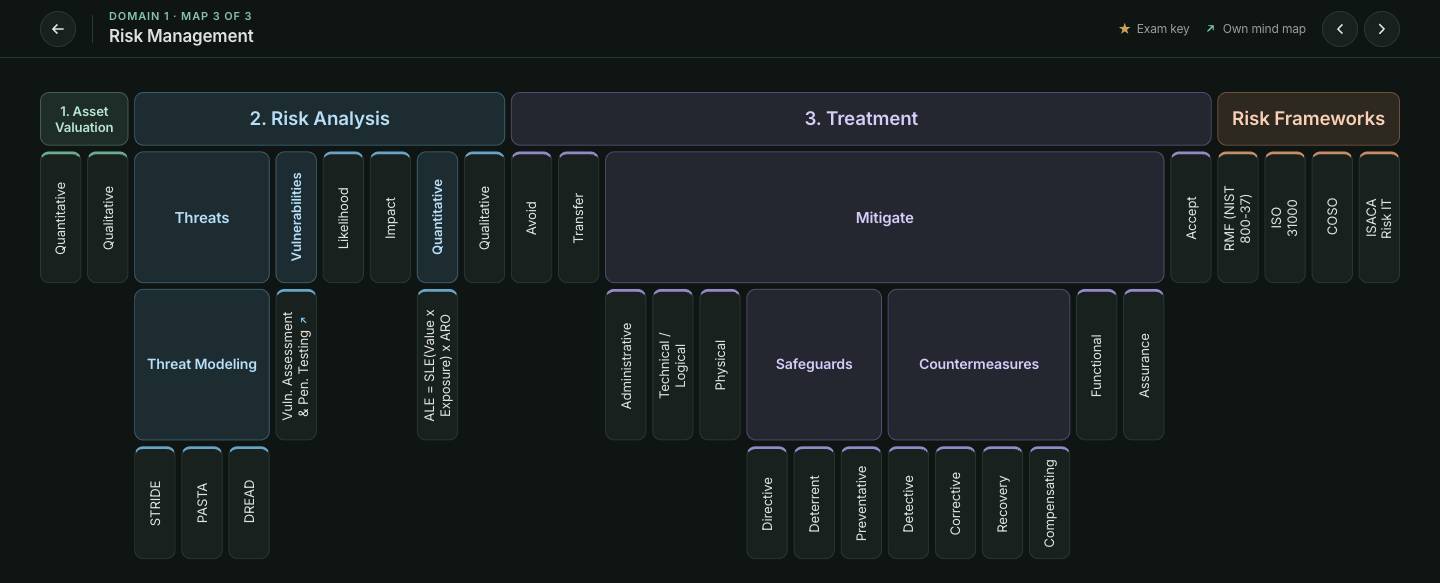 DOMAIN 1 · MAP 3 OF 3
Risk Management
★ Exam key
↗ Own mind map
1. Asset
Valuation
2. Risk Analysis
3. Treatment
Risk Frameworks
Quantitative
Qualitative
Threats
Vulnerabilities
Likelihood
Impact
Quantitative
Qualitative
Avoid
Transfer
Mitigate
Accept
RMF (NIST
800-37)
ISO
31000
COSO
ISACA
Risk IT
Threat Modeling
Vuln. Assessment
& Pen. Testing ↗
ALE = SLE(Value x
Exposure) x ARO
Administrative
Technical /
Logical
Physical
Safeguards
Countermeasures
Functional
Assurance
STRIDE
PASTA
DREAD
Directive
Deterrent
Preventative
Detective
Corrective
Recovery
Compensating